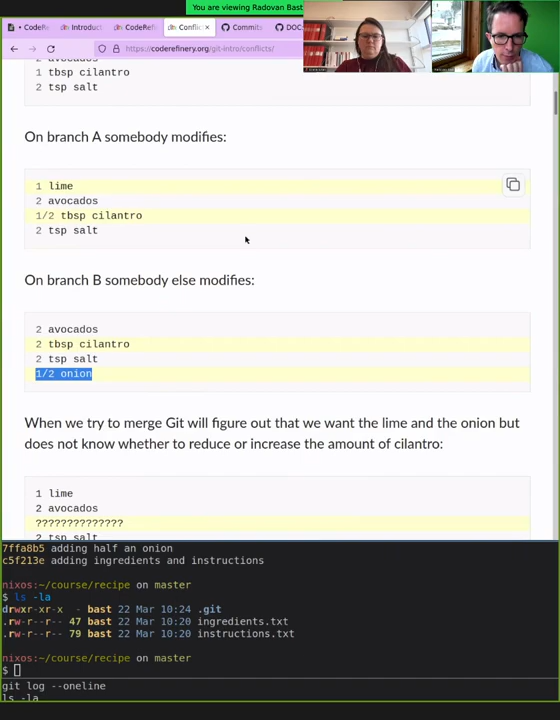 You are viewing Radovan Bast
CodeR
Introduct
CodeRef
Conflic
Commit
DOC
https://coderefinery.org/git-intro/conflicts/
2 avocados
1 tbsp cilantro
2 tsp salt
On branch A somebody modifies:
1 lime
2 avocados
1/2 tbsp cilantro
2 tsp salt
On branch B somebody else modifies:
2 avocados
2 tbsp cilantro
2 tsp salt
1/2 onion
When we try to merge Git will figure out that we want the lime and the onion but
does not know whether to reduce or increase the amount of cilantro:
1 lime
2 avocados
??????????????
2 tsp salt
7ffa8b5 adding half an onion
c5f213e adding ingredients and instructions
nixos:~/course/recipe on master
$ ls -la
drwxr-xr-x - bast 22 Mar 10:24 .git
.rw-r--r-- 47 bast 22 Mar 10:20 ingredients.txt
.rw-r--r-- 79 bast 22 Mar 10:20 instructions.txt
nixos:~/course/recipe on master
$
git log --oneline
ls -la